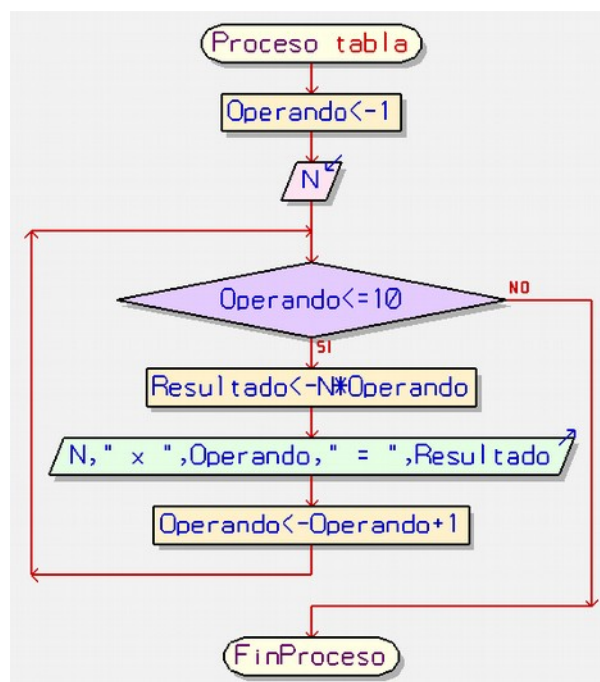 Proceso tabla
Operando<-1
N
Operando<=10
NO
SI
Resultado<-N*Operando
N," x ",Operando," = ",Resultado
Operando<-Operando+1
FinProceso